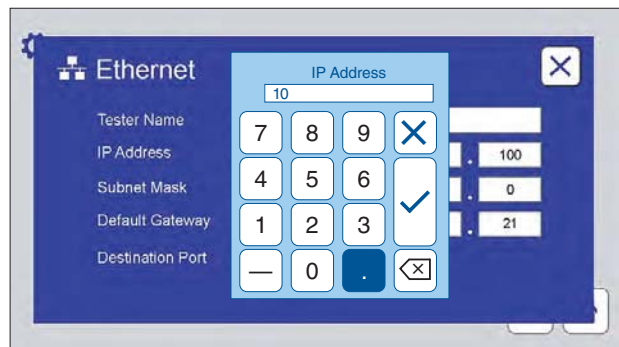 Ethernet
IP Address
10
Tester Name
IP Address . 100
Subnet Mask . 0
Default Gateway . 21
Destination Port
7 8 9
4 5 6
1 2 3
— 0 .